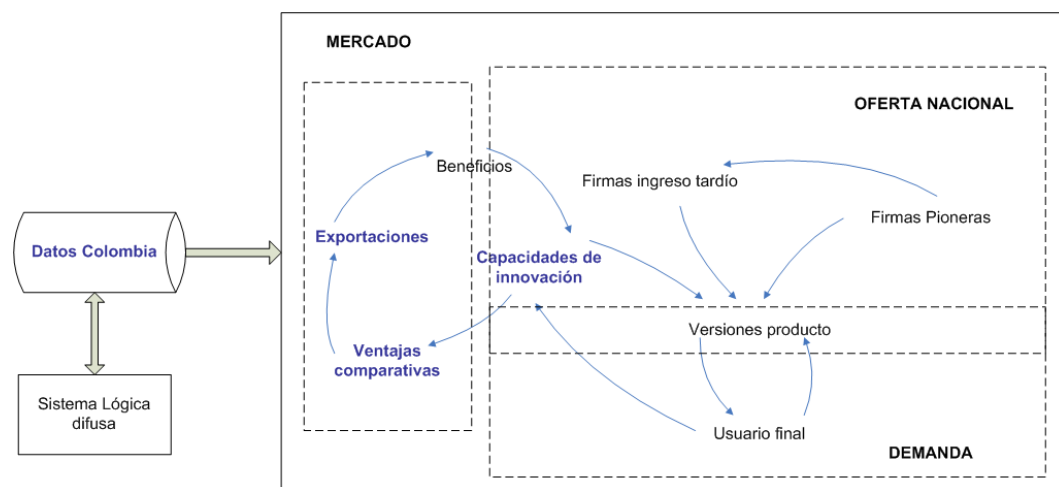 MERCADO
OFERTA NACIONAL
Beneficios
Firmas ingreso tardío
Firmas Pioneras
Datos Colombia
Exportaciones
Capacidades de
innovación
Versiones producto
Ventajas
comparativas
Sistema Lógica
difusa
Usuario final
DEMANDA